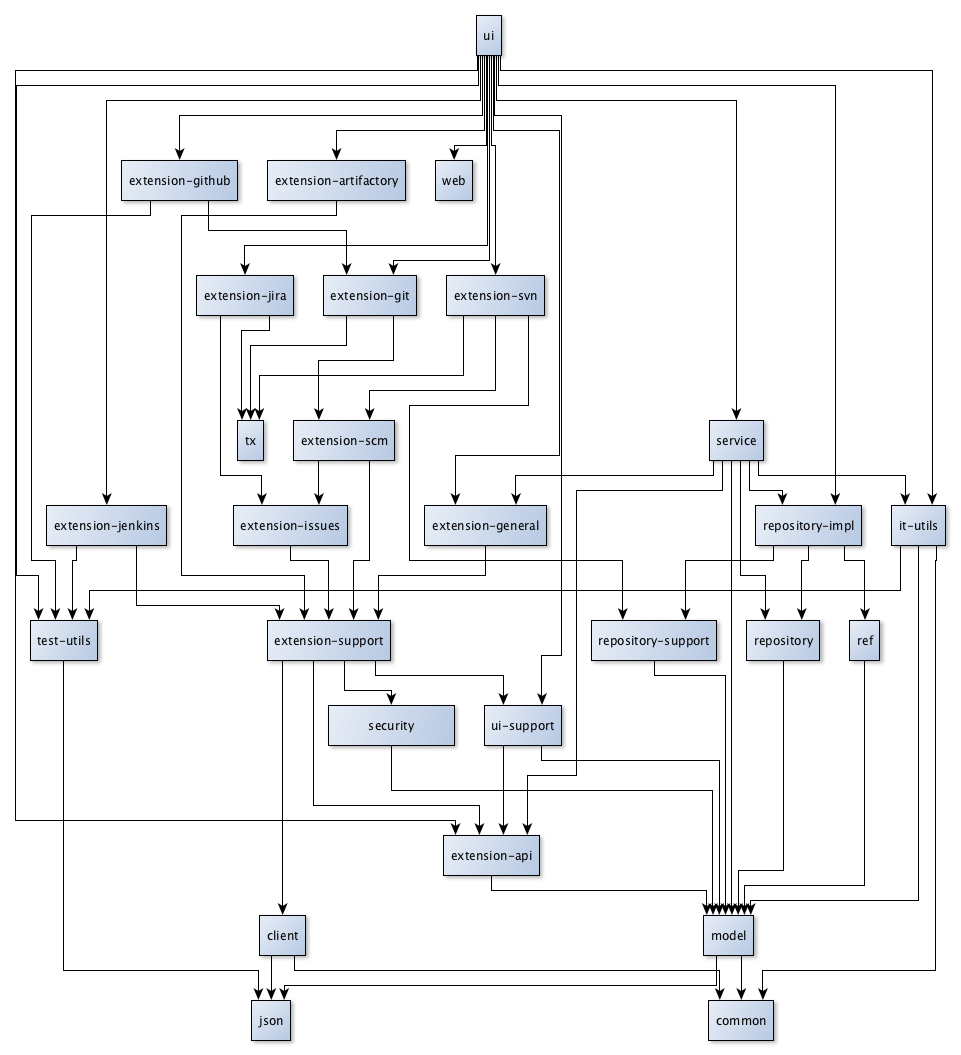 ui
extension-github
extension-artifactory
web
extension-jira
extension-git
extension-svn
tx
extension-scm
service
extension-jenkins
extension-issues
extension-general
repository-impl
it-utils
test-utils
extension-support
repository-support
repository
ref
security
ui-support
extension-api
client
model
json
common